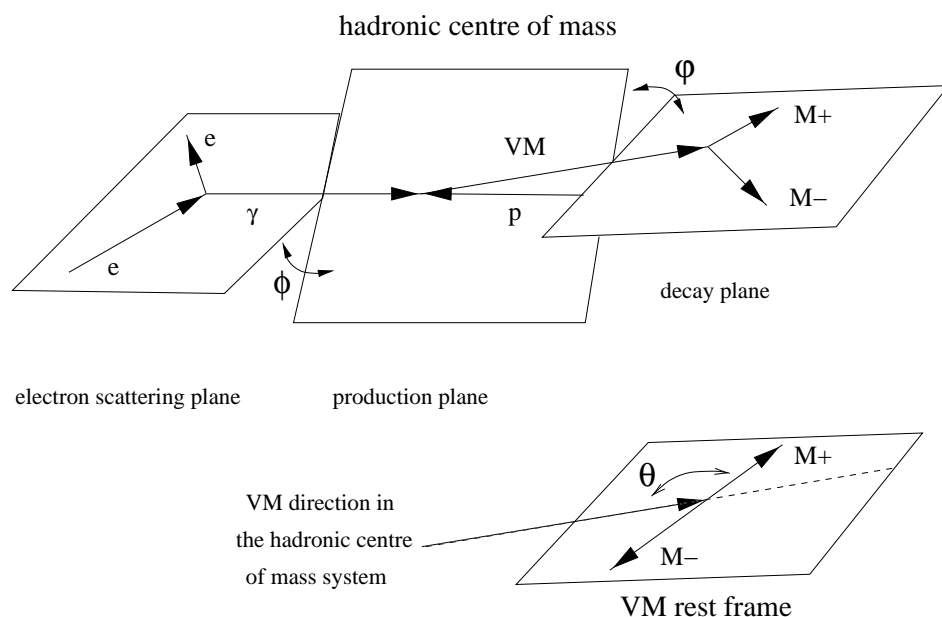 hadronic centre of mass
φ
e
VM
M+
M−
γ
p
e
ϕ
decay plane
electron scattering plane
production plane
M+
θ
VM direction in
the hadronic centre
of mass system
M−
VM rest frame